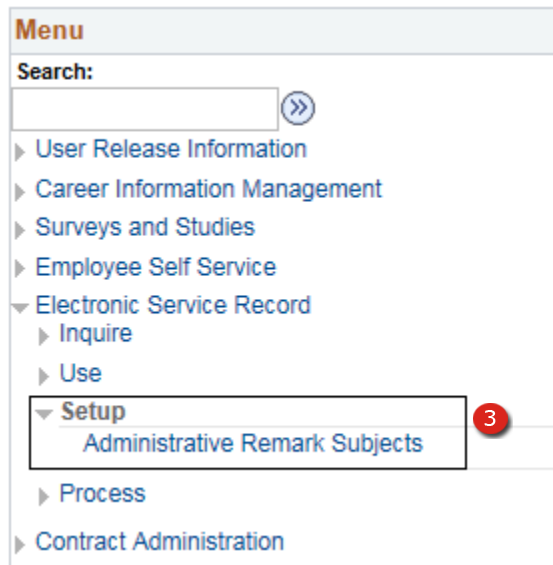 Menu
Search:
User Release Information
Career Information Management
Surveys and Studies
Employee Self Service
Electronic Service Record
Inquire
Use
Setup
3
Administrative Remark Subjects
Process
Contract Administration